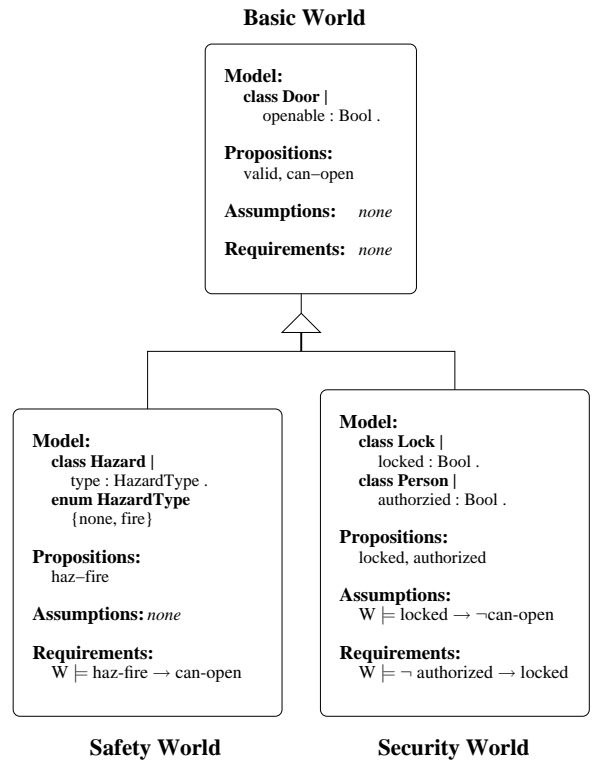 Basic World
Model:
class Door |
openable : Bool .
Propositions:
valid, can−open
Assumptions: none
Requirements: none
Model:
class Hazard |
type : HazardType .
enum HazardType
{none, fire}
Propositions:
haz−fire
Assumptions: none
Requirements:
W ⊨ haz-fire → can-open
Safety World
Model:
class Lock |
locked : Bool .
class Person |
authorzied : Bool .
Propositions:
locked, authorized
Assumptions:
W ⊨ locked → ¬can-open
Requirements:
W ⊨ ¬ authorized → locked
Security World